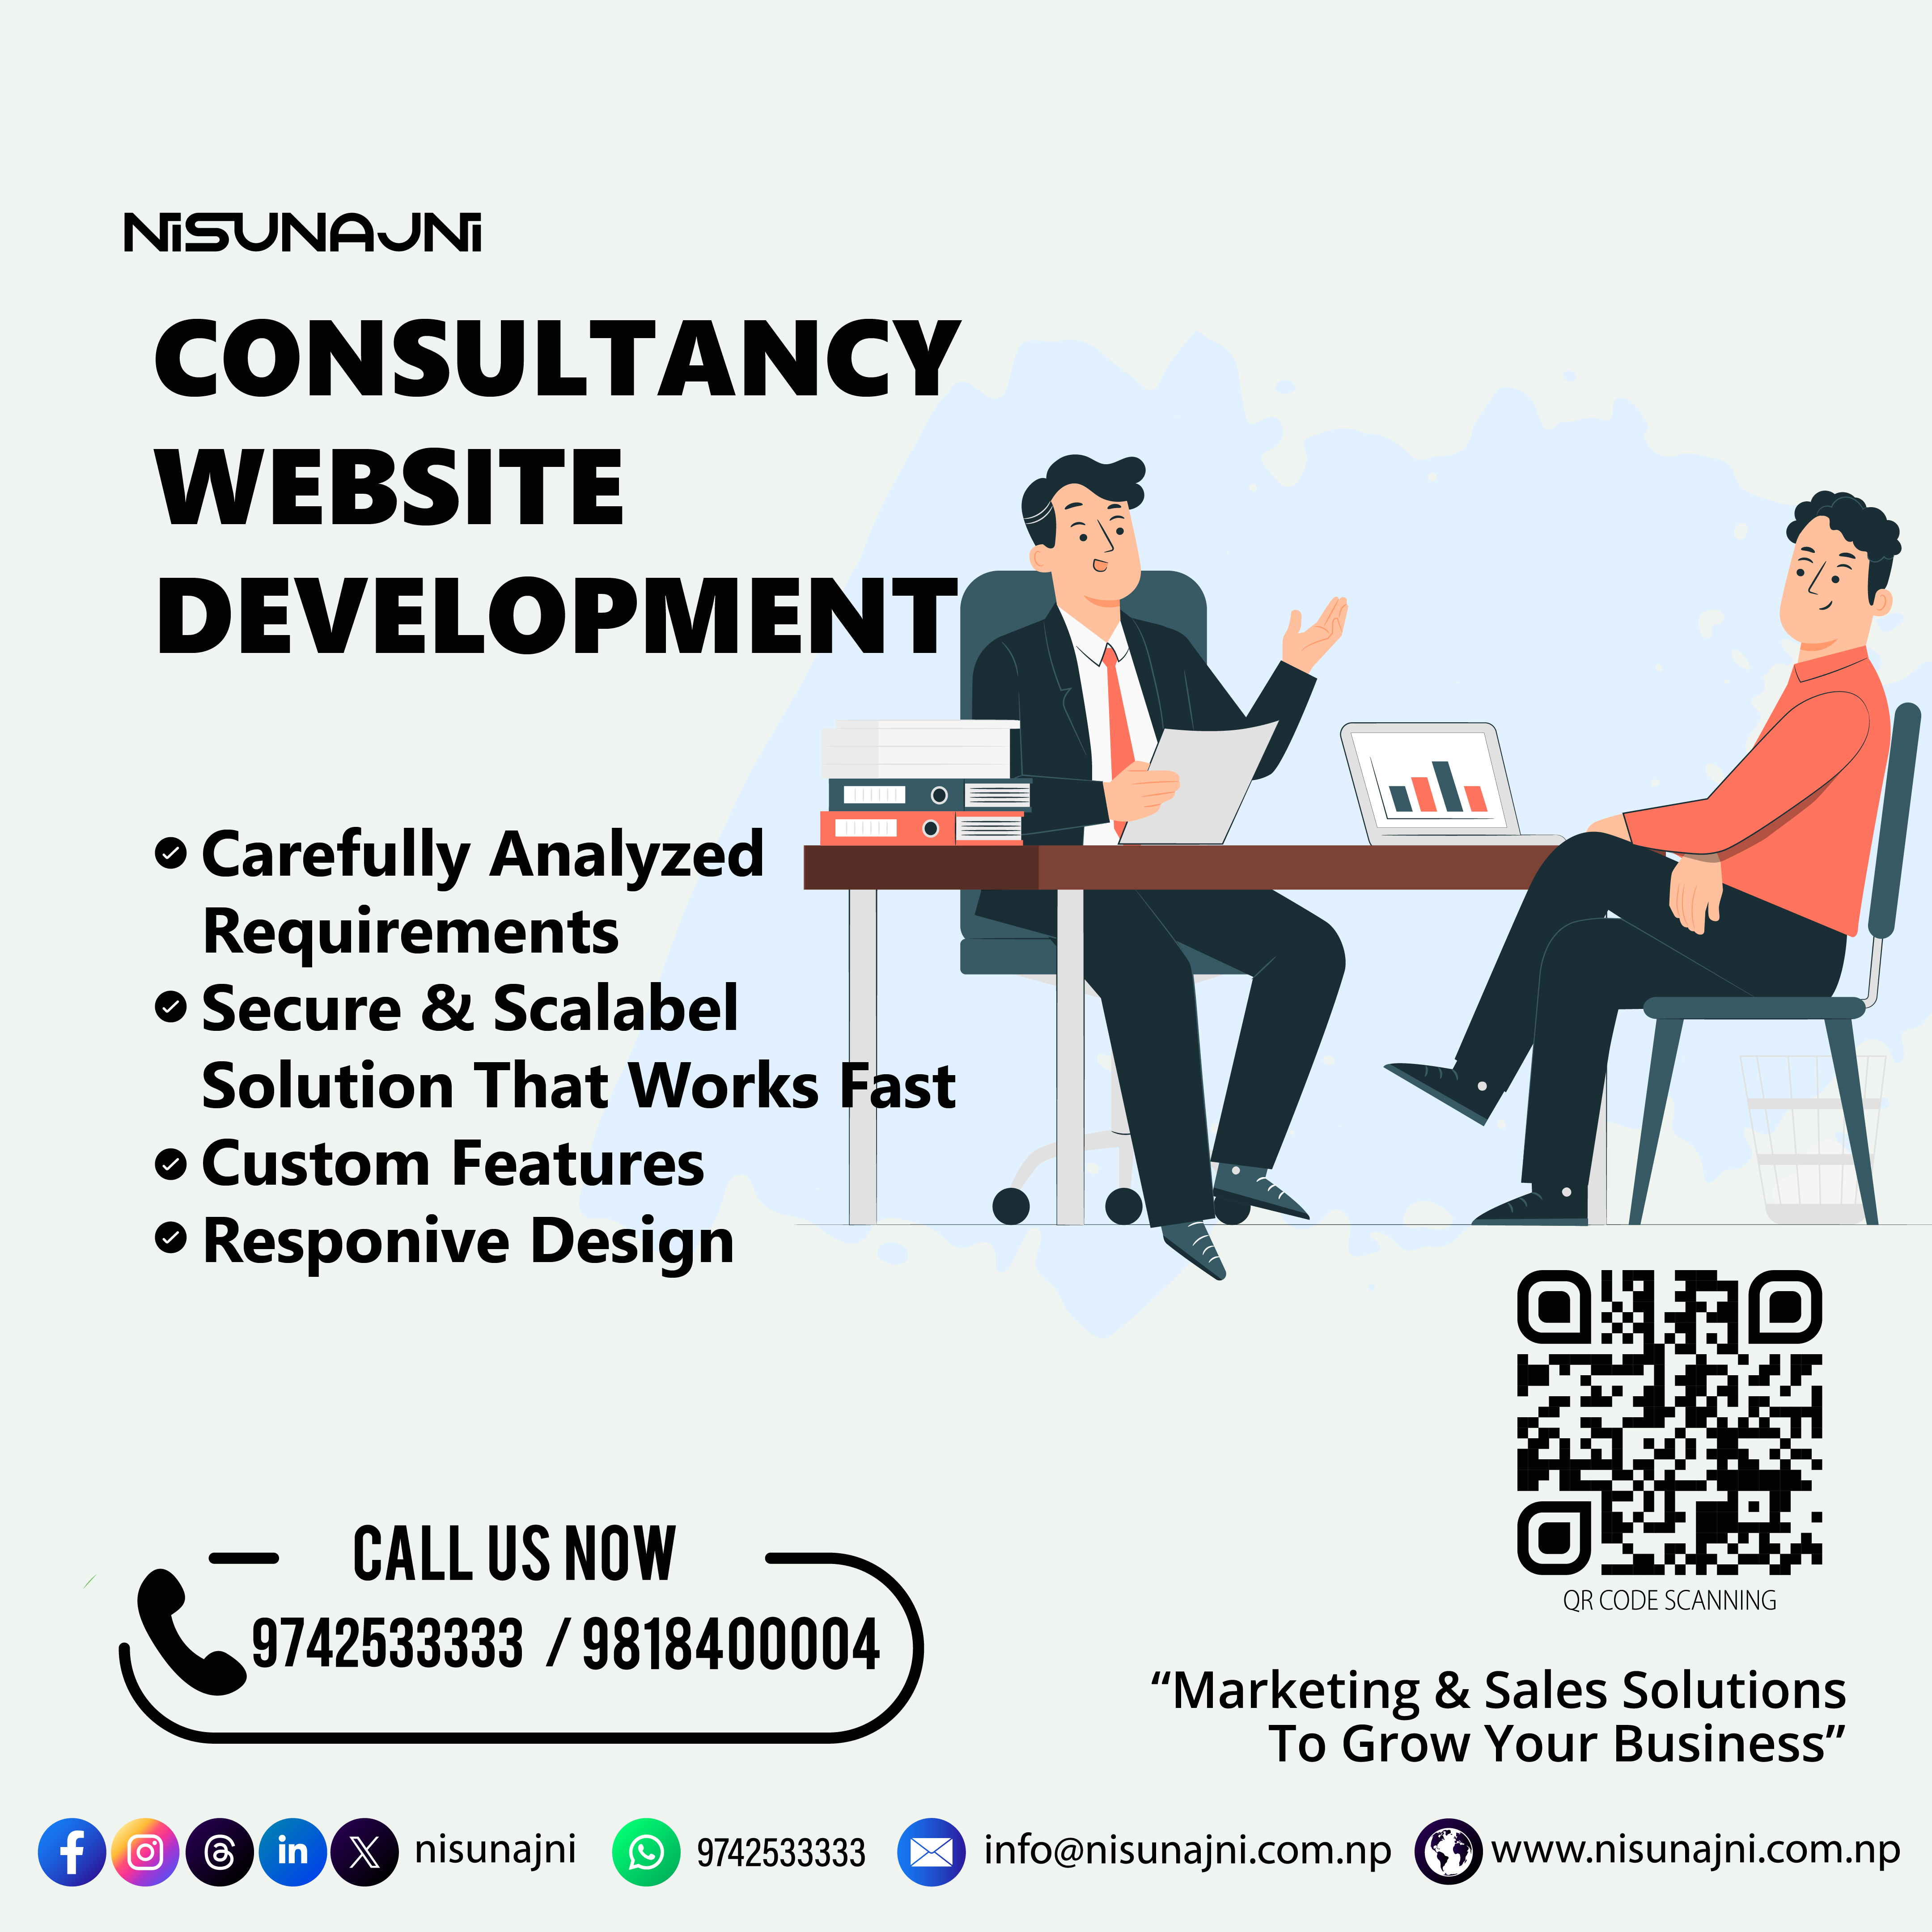 NiSUNAJNi
CONSULTANCY
WEBSITE
DEVELOPMENT
Carefully Analyzed
Requirements
Secure & Scalabel
Solution That Works Fast
Custom Features
Responive Design
QR CODE SCANNING
CALL US NOW
9742533333 / 9818400004
“Marketing & Sales Solutions
To Grow Your Business”
nisunajni 9742533333 info@nisunajni.com.np www.nisunajni.com.np